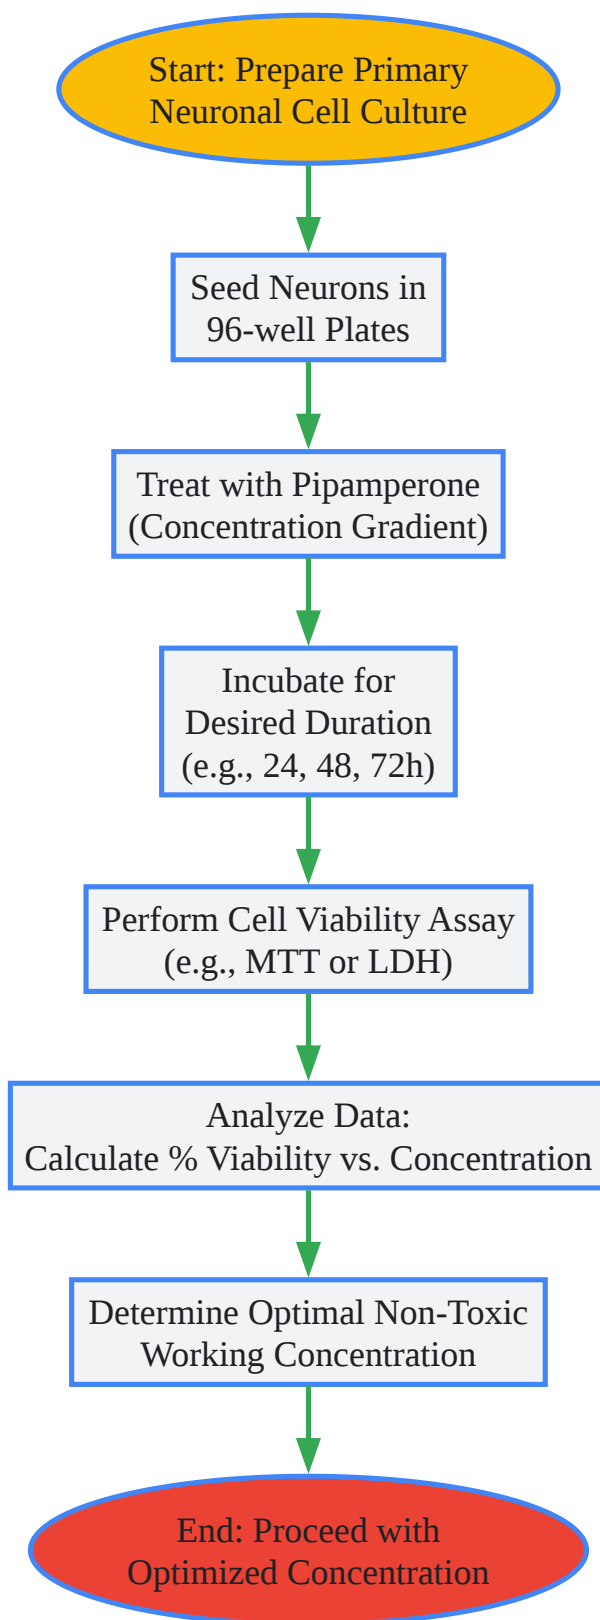 Start: Prepare Primary
Neuronal Cell Culture
Seed Neurons in
96-well Plates
Treat with Pipamperone
(Concentration Gradient)
Incubate for
Desired Duration
(e.g., 24, 48, 72h)
Perform Cell Viability Assay
(e.g., MTT or LDH)
Analyze Data:
Calculate % Viability vs. Concentration
Determine Optimal Non-Toxic
Working Concentration
End: Proceed with
Optimized Concentration